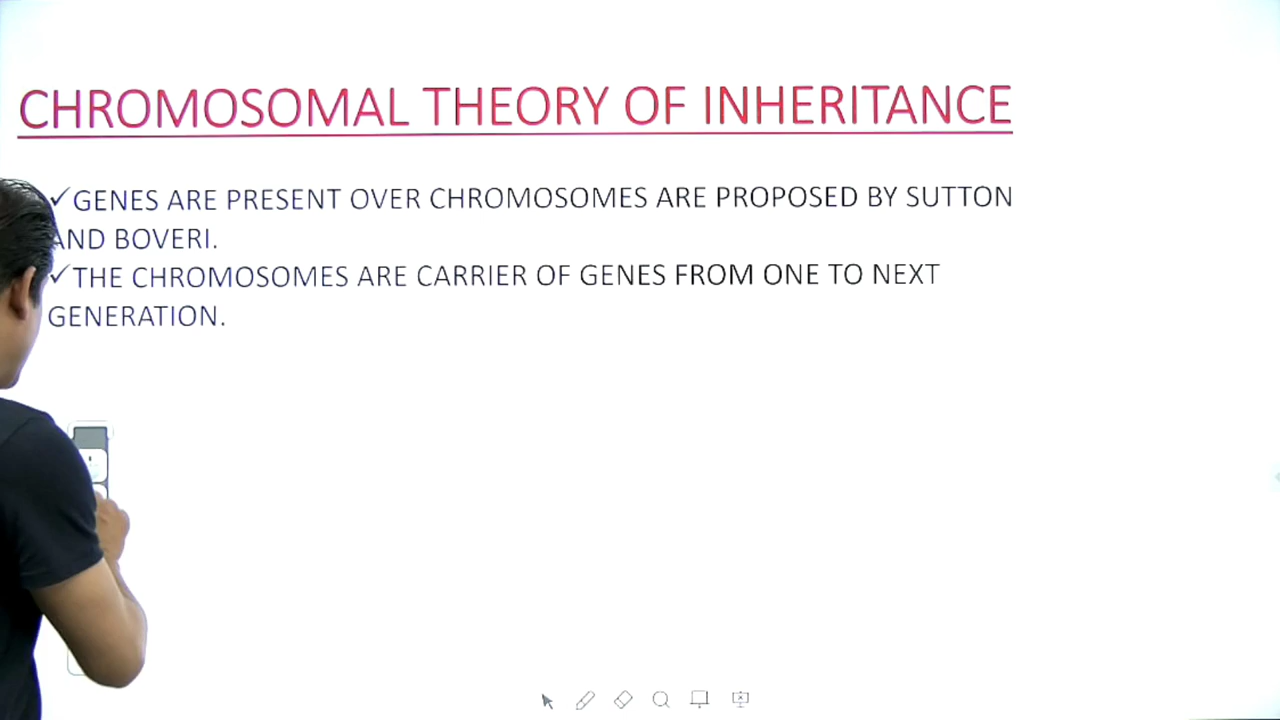 CHROMOSOMAL THEORY OF INHERITANCE
✓GENES ARE PRESENT OVER CHROMOSOMES ARE PROPOSED BY SUTTON
AND BOVERI.
✓THE CHROMOSOMES ARE CARRIER OF GENES FROM ONE TO NEXT
GENERATION.